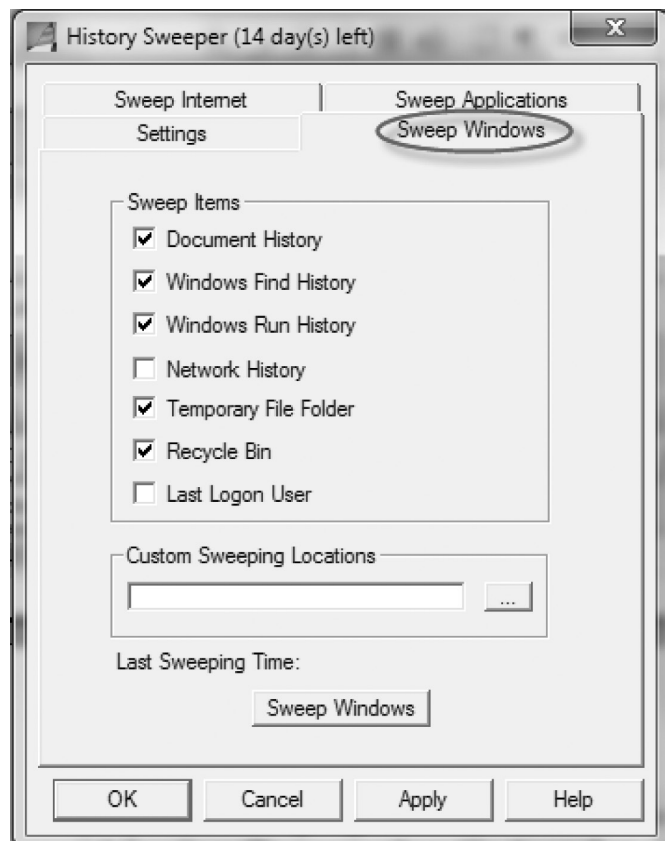 History Sweeper (14 day(s) left)
Sweep Internet
Sweep Applications
Settings
Sweep Windows
Sweep Items
Document History
Windows Find History
Windows Run History
Network History
Temporary File Folder
Recycle Bin
Last Logon User
Custom Sweeping Locations
...
Last Sweeping Time:
Sweep Windows
OK
Cancel
Apply
Help